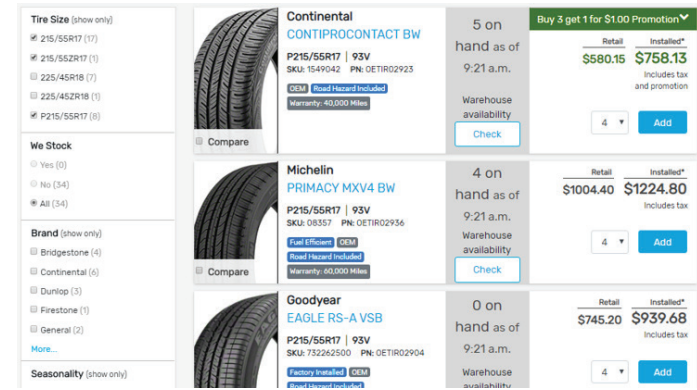 Tire Size (show only)
215/55R17 (17)
215/55ZR17 (1)
225/45R18 (7)
225/45ZR18 (1)
P215/55R17 (8)
We Stock
Yes (0)
No (34)
All (34)
Brand (show only)
Bridgestone (4)
Continental (6)
Dunlop (3)
Firestone (1)
General (2)
More...
Seasonality (show only)
Compare
Continental
CONTIPROCONTACT BW
P215/55R17 | 93V
SKU: 1549042 PN: OETIR02923
OEM Road Hazard Included
Warranty: 40,000 Miles
5 on
hand as of
9:21 a.m.
Warehouse
availability
Check
Buy 3 get 1 for $1.00 Promotion
Retail Installed*
$580.15 $758.13
Includes tax
and promotion
4 Add
Compare
Michelin
PRIMACY MXV4 BW
P215/55R17 | 93V
SKU: 08357 PN: OETIR02936
Fuel Efficient OEM
Road Hazard Included
Warranty: 60,000 Miles
4 on
hand as of
9:21 a.m.
Warehouse
availability
Check
Retail Installed*
$1004.40 $1224.80
Includes tax
4 Add
Goodyear
EAGLE RS-A VSB
P215/55R17 | 93V
SKU: 732262500 PN: OETIR02904
Factory Installed OEM
Road Hazard Included
0 on
hand as of
9:21 a.m.
Warehouse
availability
Retail Installed*
$745.20 $939.68
Includes tax
4 Add